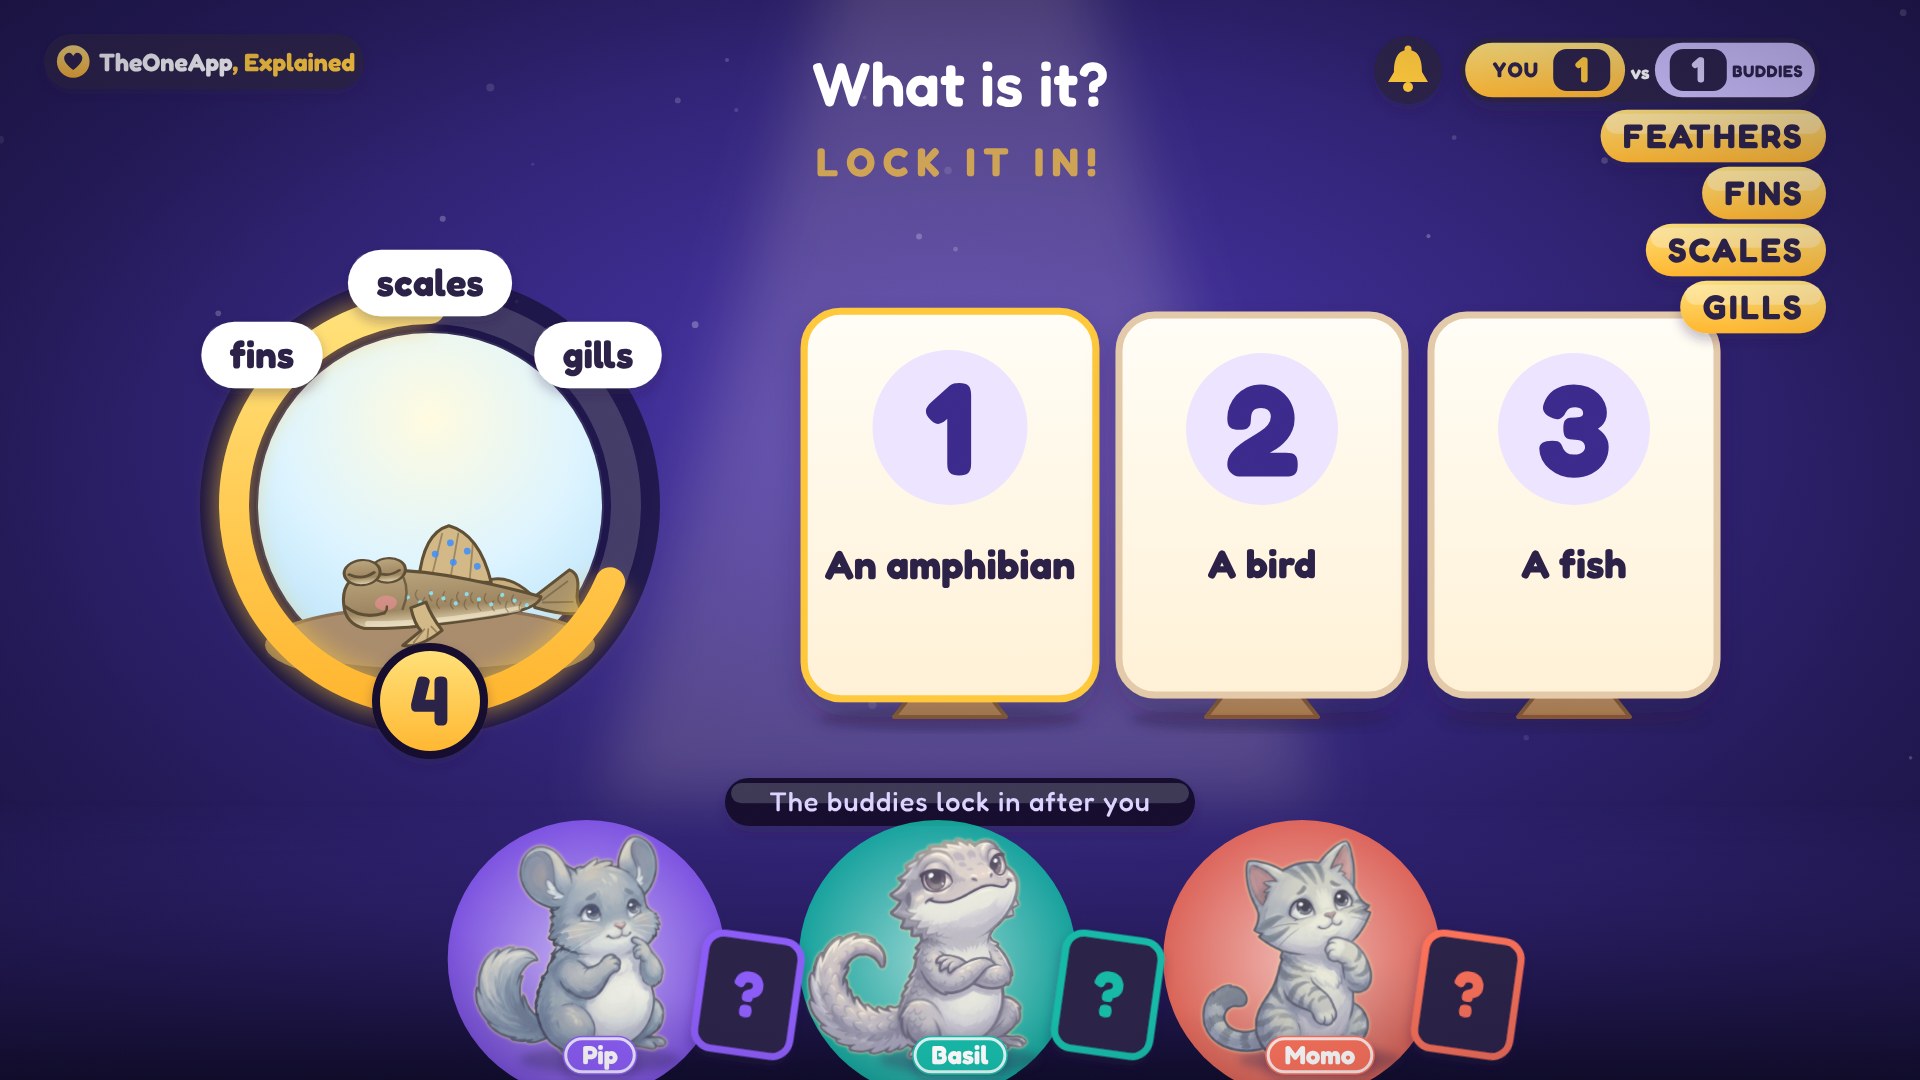 TheOneApp, Explained
What is it?
LOCK IT IN!
YOU 1 vs 1 BUDDIES
FEATHERS
FINS
SCALES
GILLS
scales
fins
gills
4
1
An amphibian
2
A bird
3
A fish
The buddies lock in after you
?
?
?
Pip
Basil
Momo